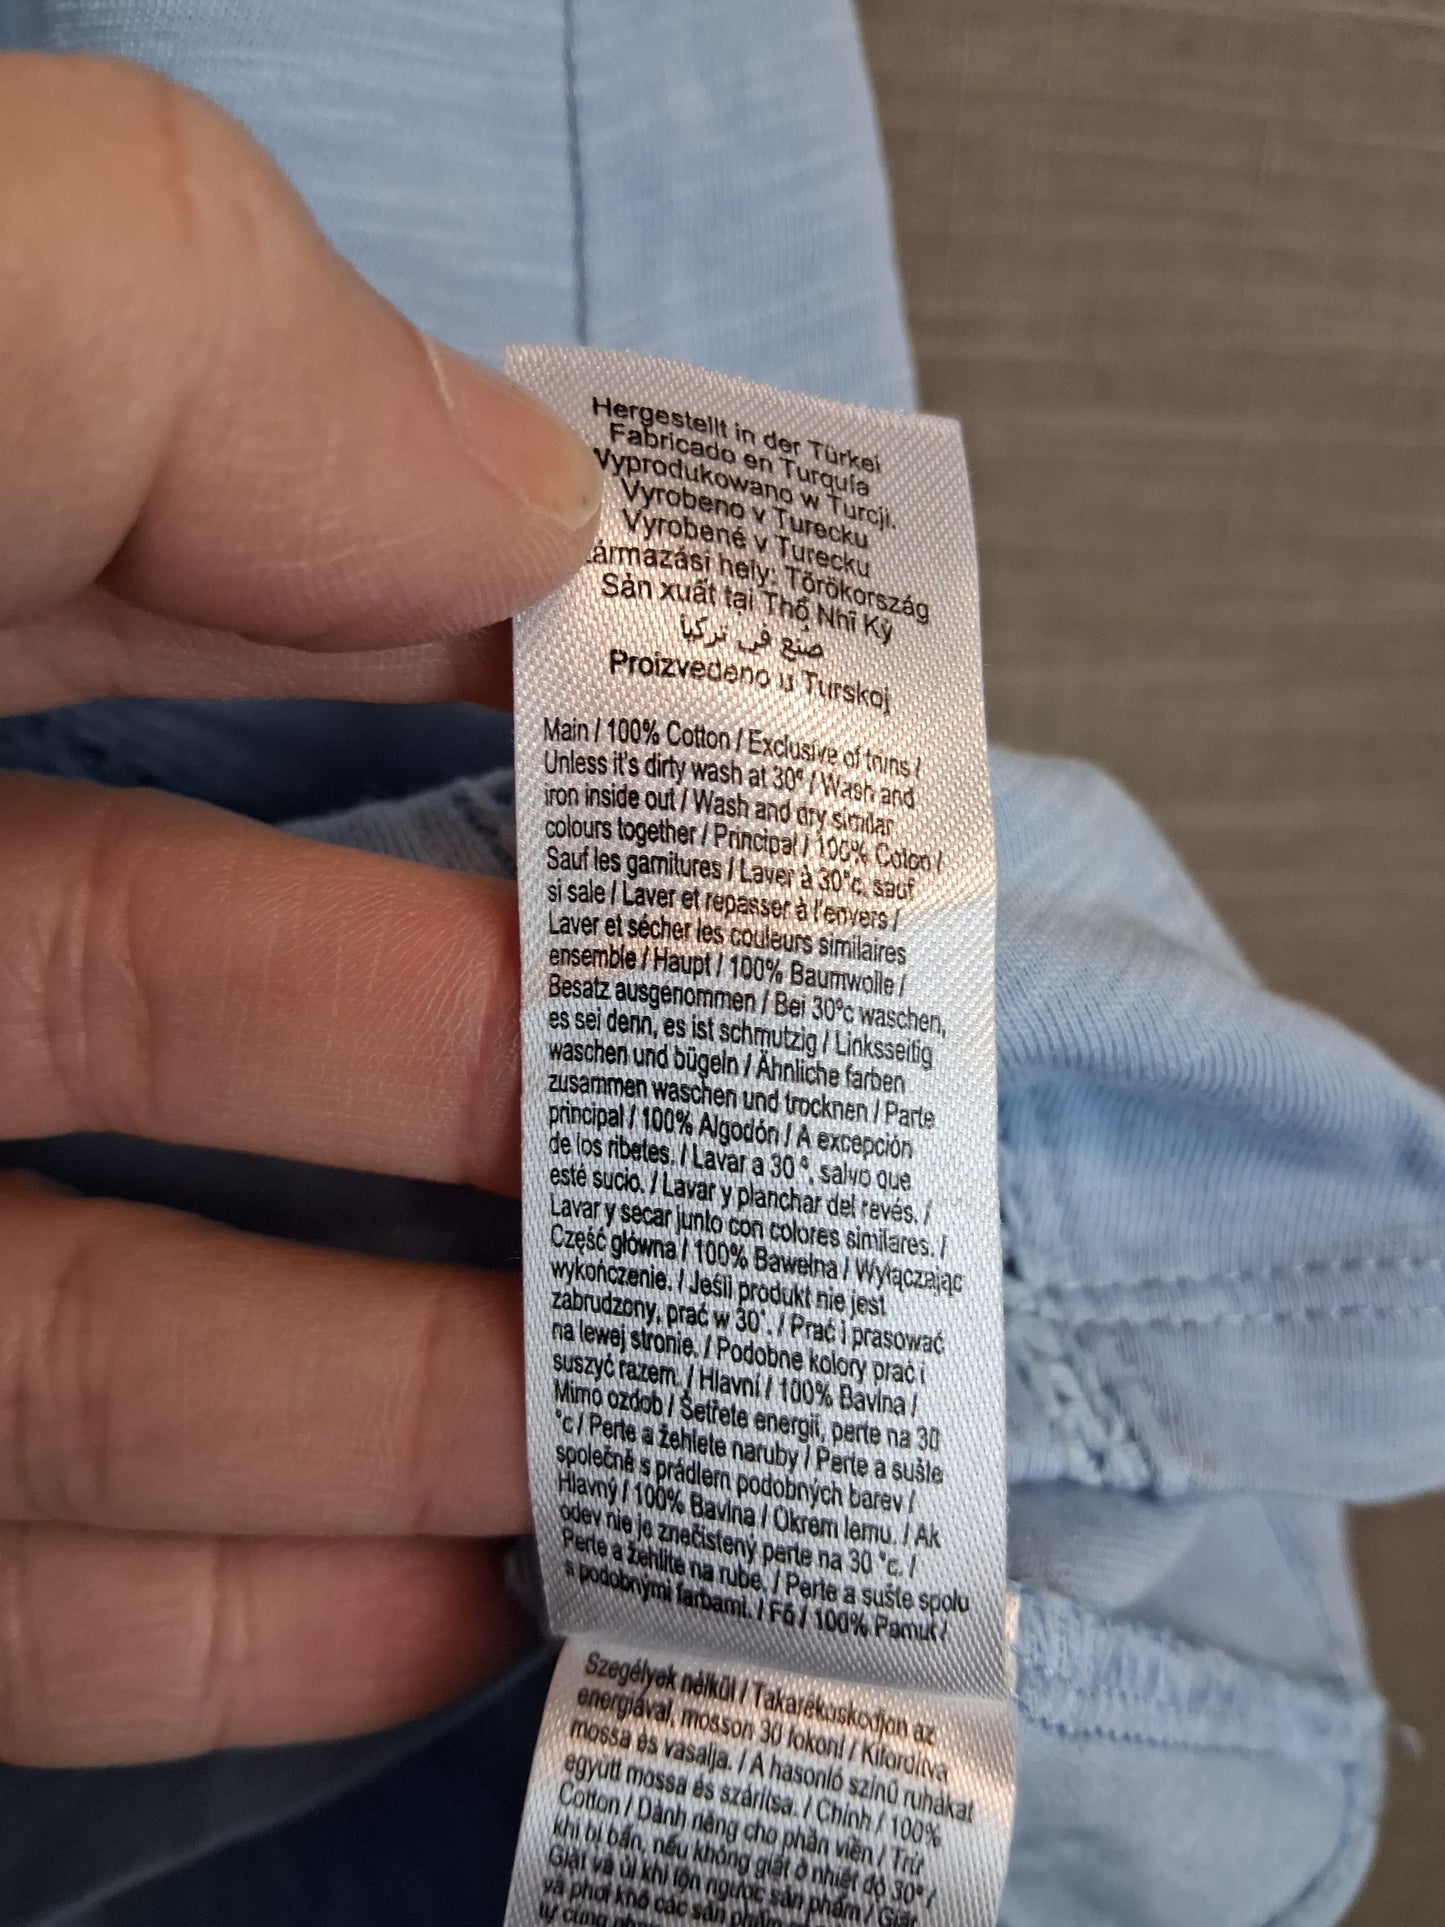 Hergestellt in der Türkei
Fabricado en Turquía
Wyprodukowano w Turcji.
Vyrobeno v Turecku
Vyrobené v Turecku
ármazási hely: Törökország
Sản xuất tại Thổ Nhĩ Kỳ
صنع في تركيا
Proizvedeno u Turskoj
Main / 100% Cotton / Exclusive of trims /
Unless it's dirty wash at 30° / Wash and
iron inside out / Wash and dry similar
colours together / Principal / 100% Coton /
Sauf les garnitures / Laver à 30°c, sauf
si sale / Laver et repasser à l'envers /
Laver et sécher les couleurs similaires
ensemble / Haupt / 100% Baumwolle /
Besatz ausgenommen / Bei 30°c waschen,
es sei denn, es ist schmutzig / Linksseitig
waschen und bügeln / Ähnliche farben
zusammen waschen und trocknen / Parte
principal / 100% Algodón / A excepción
de los ribetes. / Lavar a 30 °, salvo que
esté sucio. / Lavar y planchar del revés. /
Lavar y secar junto con colores similares. /
Część główna / 100% Bawełna / Wyłączając
wykończenie. / Jeśli produkt nie jest
zabrudzony, prać w 30°. / Prać i prasować
na lewej stronie. / Podobne kolory prać i
suszyć razem. / Hlavní / 100% Bavlna /
Mimo ozdob / Šetřete energii, perte na 30
°c / Perte a žehlete naruby / Perte a sušte
společně s prádlem podobných barev /
Hlavný / 100% Bavlna / Okrem lemu. / Ak
odev nie je znečistený perte na 30 °c. /
Perte a žehlite na rube. / Perte a sušte spolu
s podobnými farbami. / Fő / 100% Pamut /
Szegélyek nélkül / Takarékoskodjon az
energiával, mosson 30 fokon! / Kifordítva
mossa és vasalja. / A hasonló színű ruhákat
együtt mossa és szárítsa. / Chính / 100%
Cotton / Dành riêng cho phần viền / Trừ
khi bị bẩn, nếu không giặt ở nhiệt độ 30° /
Giặt và ủi khi lộn ngược sản phẩm / Giặt
và phơi khô các sản phẩm